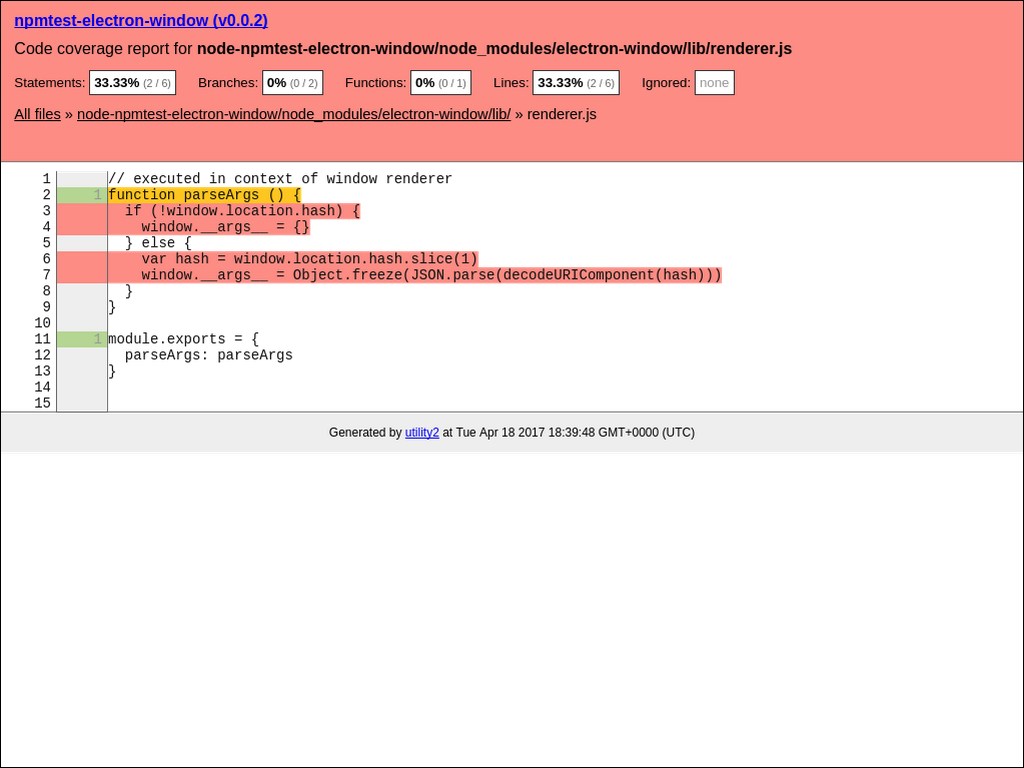 npmtest-electron-window (v0.0.2)
Code coverage report for node-npmtest-electron-window/node_modules/electron-window/lib/renderer.js
Statements: 33.33% (2 / 6) Branches: 0% (0 / 2) Functions: 0% (0 / 1) Lines: 33.33% (2 / 6) Ignored: none
All files » node-npmtest-electron-window/node_modules/electron-window/lib/ » renderer.js
1 // executed in context of window renderer
2 1 function parseArgs () {
3   if (!window.location.hash) {
4     window.__args__ = {}
5   } else {
6     var hash = window.location.hash.slice(1)
7     window.__args__ = Object.freeze(JSON.parse(decodeURIComponent(hash)))
8   }
9 }
10
11 1 module.exports = {
12   parseArgs: parseArgs
13 }
14
15
Generated by utility2 at Tue Apr 18 2017 18:39:48 GMT+0000 (UTC)